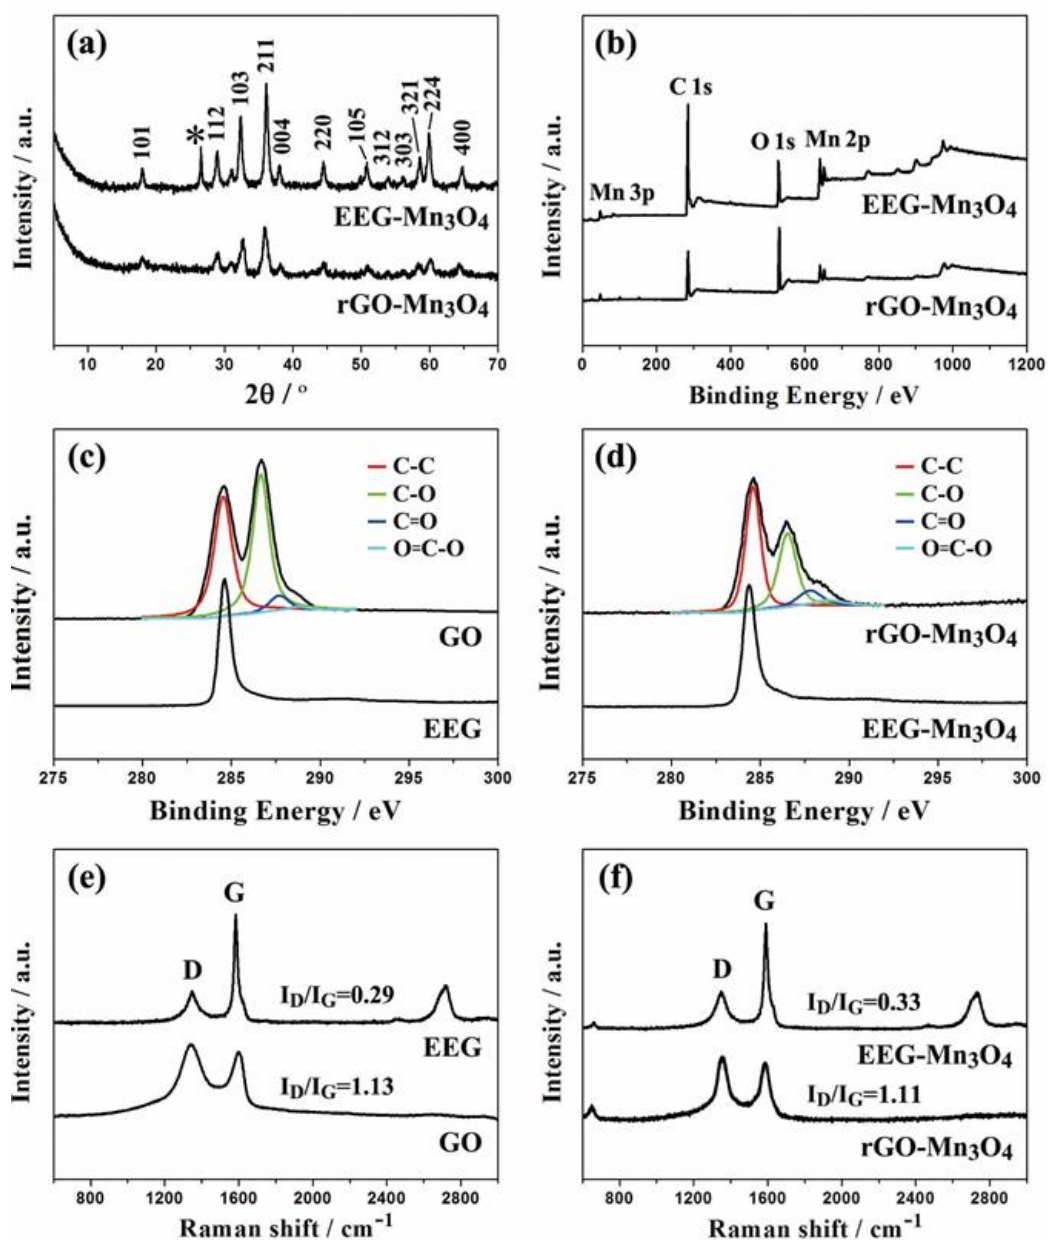 (a)
101
*
112
103
211
004
220
105
312
303
321
224
400
EEG-Mn3O4
rGO-Mn3O4
Intensity / a.u.
10 20 30 40 50 60 70
2θ / °
(b)
C 1s
O 1s
Mn 2p
Mn 3p
EEG-Mn3O4
rGO-Mn3O4
Intensity / a.u.
0 200 400 600 800 1000 1200
Binding Energy / eV
(c)
C-C
C-O
C=O
O=C-O
GO
EEG
Intensity / a.u.
275 280 285 290 295 300
Binding Energy / eV
(d)
C-C
C-O
C=O
O=C-O
rGO-Mn3O4
EEG-Mn3O4
Intensity / a.u.
275 280 285 290 295 300
Binding Energy / eV
(e)
G
D
ID/IG=0.29
EEG
ID/IG=1.13
GO
Intensity / a.u.
800 1200 1600 2000 2400 2800
Raman shift / cm-1
(f)
G
D
ID/IG=0.33
EEG-Mn3O4
ID/IG=1.11
rGO-Mn3O4
Intensity / a.u.
800 1200 1600 2000 2400 2800
Raman shift / cm-1